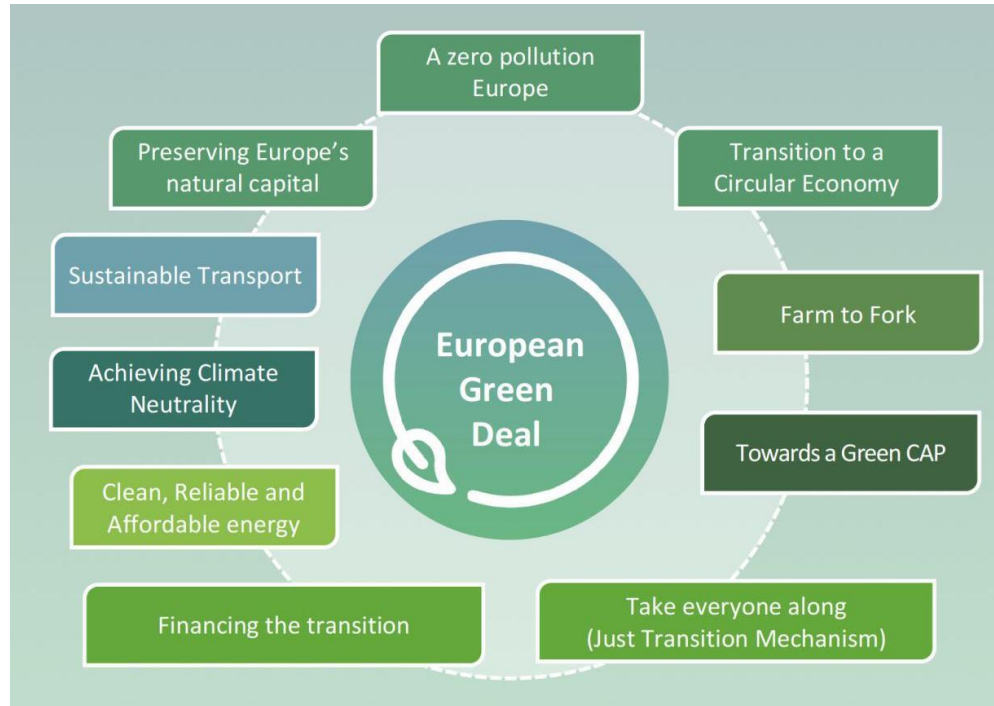 A zero pollution
Europe
Preserving Europe’s
natural capital
Transition to a
Circular Economy
Sustainable Transport
Farm to Fork
European
Green
Deal
Achieving Climate
Neutrality
Towards a Green CAP
Clean, Reliable and
Affordable energy
Financing the transition
Take everyone along
(Just Transition Mechanism)